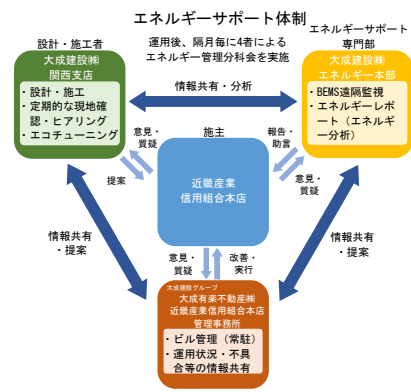 エネルギーサポート体制
設計・施工者
運用後、隔月毎に4者による
エネルギー管理分科会を実施
エネルギーサポート
専門部
大成建設㈱
関西支店
・設計・施工
・定期的な現地確
認・ヒアリング
・エコチューニング
情報共有・分析
大成建設㈱
エネルギー本部
・BEMS遠隔監視
・エネルギーレポ
ート（エネルギ
ー分析）
意見・
質疑
提案
施主
近畿産業
信用組合本店
報告・
助言
意見・
質疑
情報共有
・提案
意見・
質疑
改善・
実行
情報共有
・提案
大成建設グループ
大成有楽不動産㈱
近畿産業信用組合本店
管理事務所
・ビル管理（常駐）
・運用状況・不具
合等の情報共有